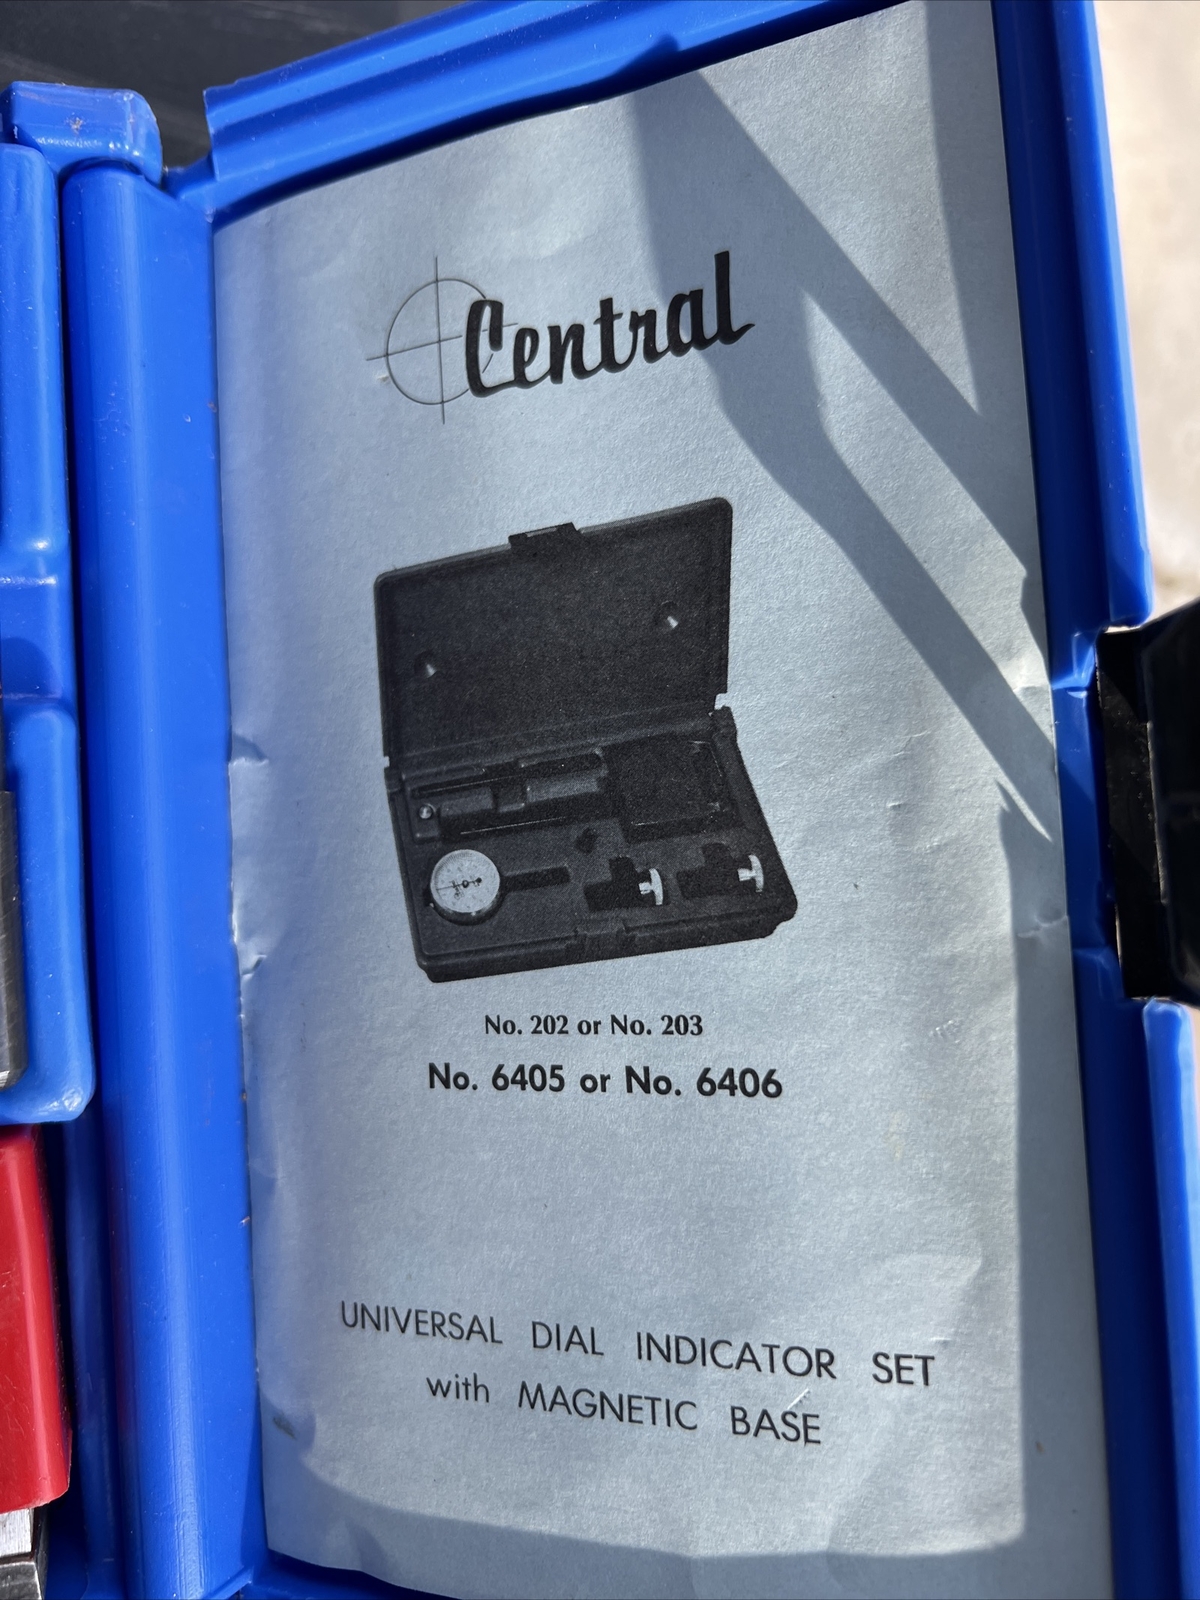 Central
No. 202 or No. 203
No. 6405 or No. 6406
UNIVERSAL DIAL INDICATOR SET
with MAGNETIC BASE